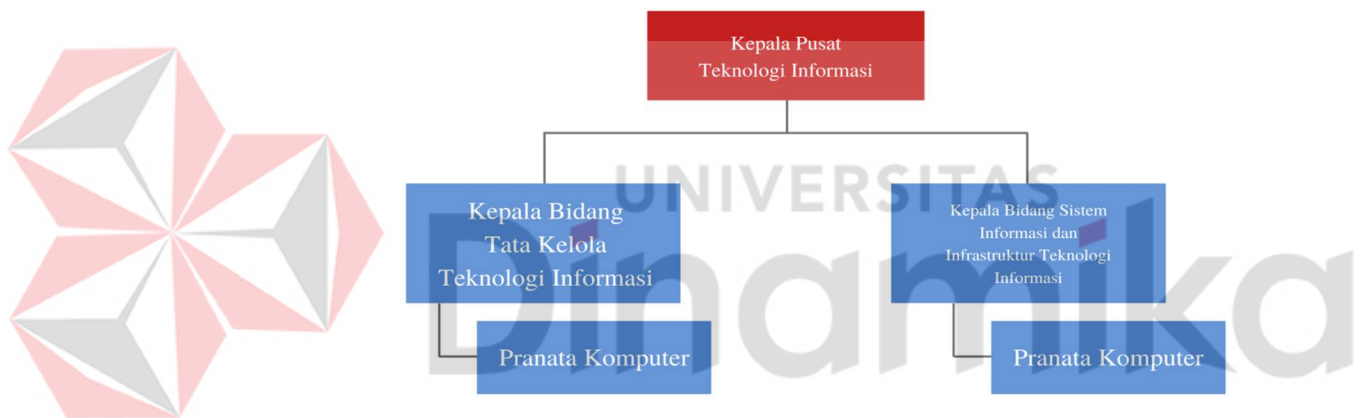 Kepala Pusat
Teknologi Informasi
UNIVERSITAS
Dinamika
Kepala Bidang
Tata Kelola
Teknologi Informasi
Kepala Bidang Sistem
Informasi dan
Infrastruktur Teknologi
Informasi
Pranata Komputer
Pranata Komputer